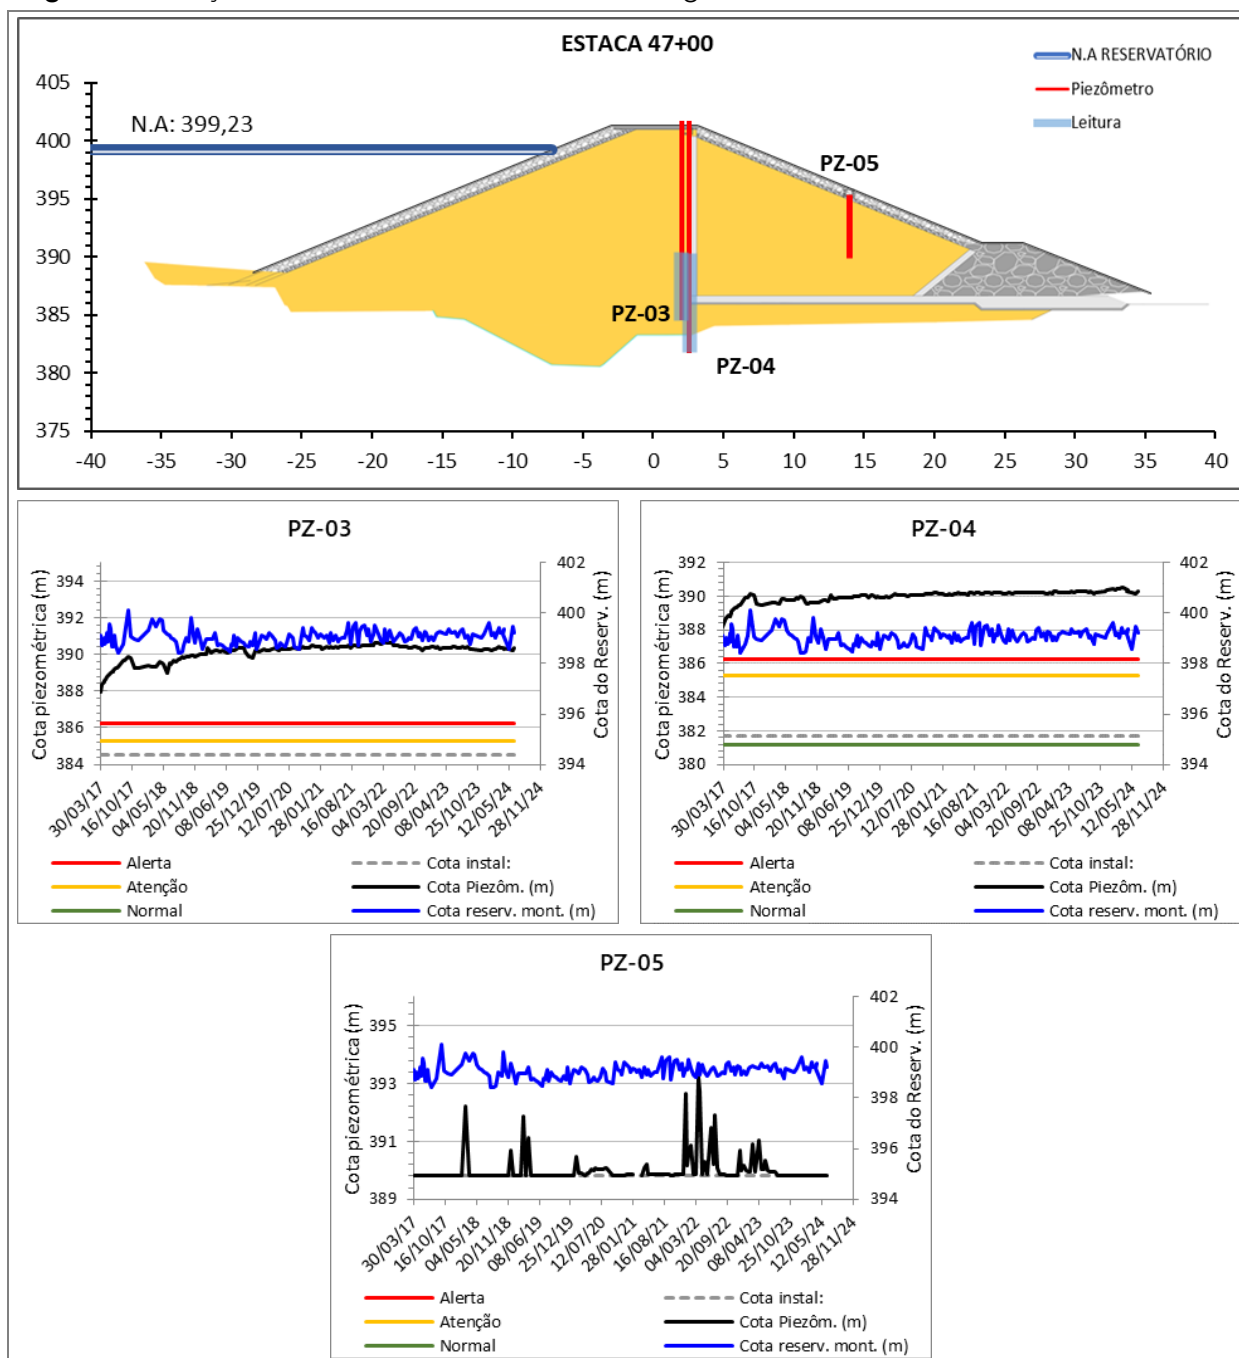 ESTACA 47+00
N.A RESERVATÓRIO
Piezômetro
Leitura
N.A: 399,23
PZ-05
PZ-03
PZ-04
405
400
395
390
385
380
375
-40 -35 -30 -25 -20 -15 -10 -5 0 5 10 15 20 25 30 35 40
PZ-03
Cota piezométrica (m)
394
392
390
388
386
384
402
400
398
396
394
Cota do Reserv. (m)
30/03/17 16/10/17 04/05/18 20/11/18 08/06/19 25/12/19 12/07/20 28/01/21 16/08/21 04/03/22 20/09/22 08/04/23 25/10/23 12/05/24 28/11/24
Alerta
Cota instal:
Atenção
Cota Piezôm. (m)
Normal
Cota reserv. mont. (m)
PZ-04
Cota piezométrica (m)
392
390
388
386
384
382
380
402
400
398
396
394
Cota do Reserv. (m)
30/03/17 16/10/17 04/05/18 20/11/18 08/06/19 25/12/19 12/07/20 28/01/21 16/08/21 04/03/22 20/09/22 08/04/23 25/10/23 12/05/24 28/11/24
Alerta
Cota instal:
Atenção
Cota Piezôm. (m)
Normal
Cota reserv. mont. (m)
PZ-05
Cota piezométrica (m)
395
393
391
389
402
400
398
396
394
Cota do Reserv. (m)
30/03/17 16/10/17 04/05/18 20/11/18 08/06/19 25/12/19 12/07/20 28/01/21 16/08/21 04/03/22 20/09/22 08/04/23 25/10/23 12/05/24 28/11/24
Alerta
Cota instal:
Atenção
Cota Piezôm. (m)
Normal
Cota reserv. mont. (m)